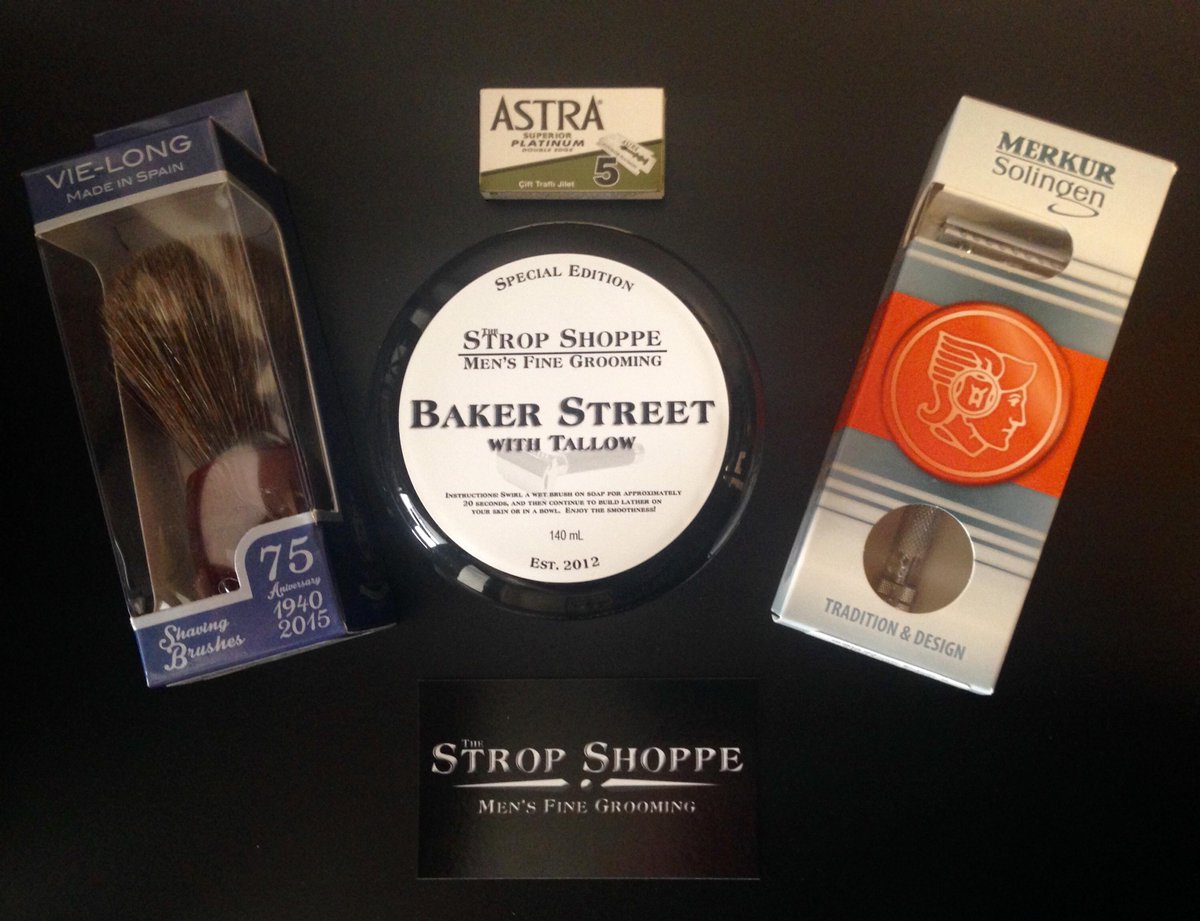 VIE-LONG
MADE IN SPAIN
75
Aniversary
1940
2015
Shaving
Brushes
ASTRA
SUPERIOR
PLATINUM
DOUBLE EDGE
5
Çift Traflı Jilet
SPECIAL EDITION
THE
STROP SHOPPE
MEN'S FINE GROOMING
BAKER STREET
WITH TALLOW
INSTRUCTIONS: SWIRL A WET BRUSH ON SOAP FOR APPROXIMATELY
20 SECONDS, AND THEN CONTINUE TO BUILD LATHER ON
YOUR SKIN OR IN A BOWL. ENJOY THE SMOOTHNESS!
140 mL
EST. 2012
MERKUR
Solingen
TRADITION & DESIGN
THE
STROP SHOPPE
MEN'S FINE GROOMING